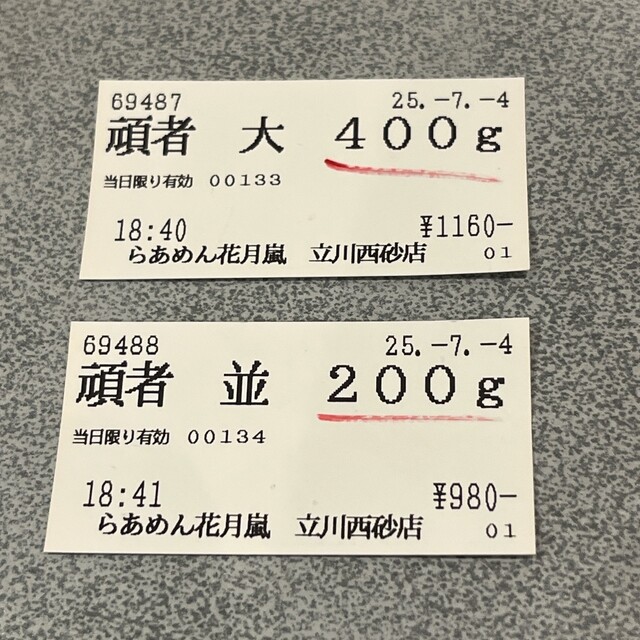 69487 25.-7.-4
頑者 大 400g
当日限り有効 00133
18:40 ¥1160-
らあめん花月嵐 立川西砂店 01
69488 25.-7.-4
頑者 並 200g
当日限り有効 00134
18:41 ¥980-
らあめん花月嵐 立川西砂店 01